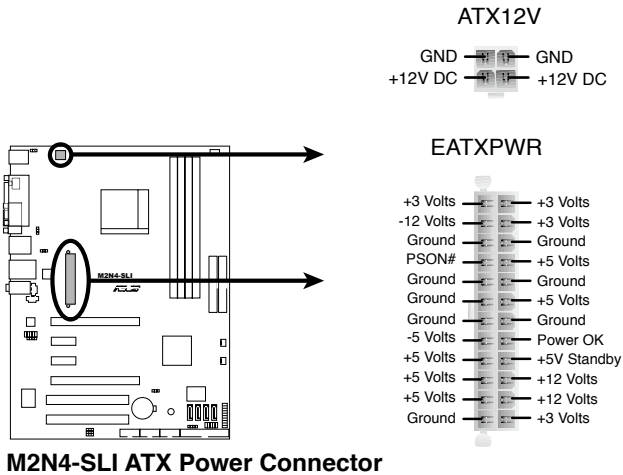 ATX12V
GND GND
+12V DC +12V DC
EATXPWR
+3 Volts +3 Volts
-12 Volts +3 Volts
Ground Ground
PSON# +5 Volts
Ground Ground
Ground +5 Volts
Ground Ground
-5 Volts Power OK
+5 Volts +5V Standby
+5 Volts +12 Volts
+5 Volts +12 Volts
Ground +3 Volts
M2N4-SLI
ASUS
M2N4-SLI ATX Power Connector